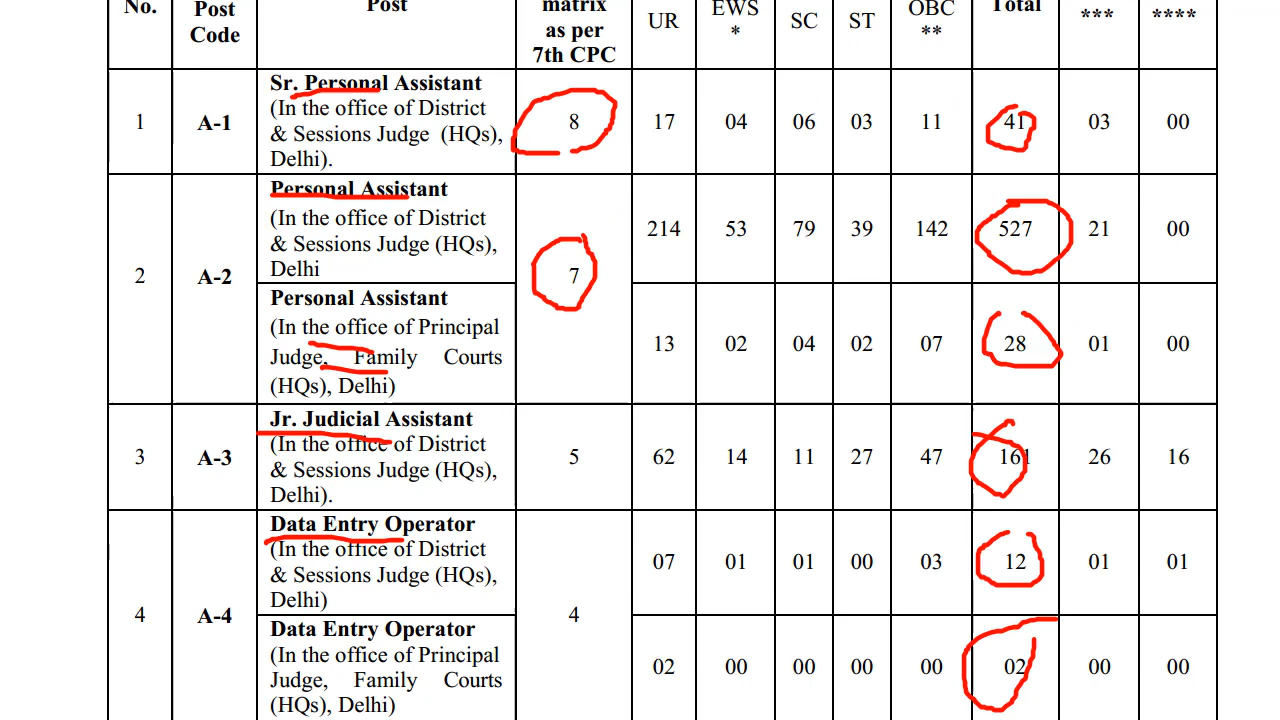 No. Post Code Post matrix as per 7th CPC UR EWS * SC ST OBC ** Total *** ****
1 A-1 Sr. Personal Assistant 8 17 04 06 03 11 41 03 00
(In the office of District
& Sessions Judge (HQs),
Delhi).
2 A-2 Personal Assistant 7 214 53 79 39 142 527 21 00
(In the office of District
& Sessions Judge (HQs),
Delhi
Personal Assistant 13 02 04 02 07 28 01 00
(In the office of Principal
Judge, Family Courts
(HQs), Delhi)
3 A-3 Jr. Judicial Assistant 5 62 14 11 27 47 161 26 16
(In the office of District
& Sessions Judge (HQs),
Delhi).
4 A-4 Data Entry Operator 4 07 01 01 00 03 12 01 01
(In the office of District
& Sessions Judge (HQs),
Delhi)
Data Entry Operator 02 00 00 00 00 02 00 00
(In the office of Principal
Judge, Family Courts
(HQs), Delhi)